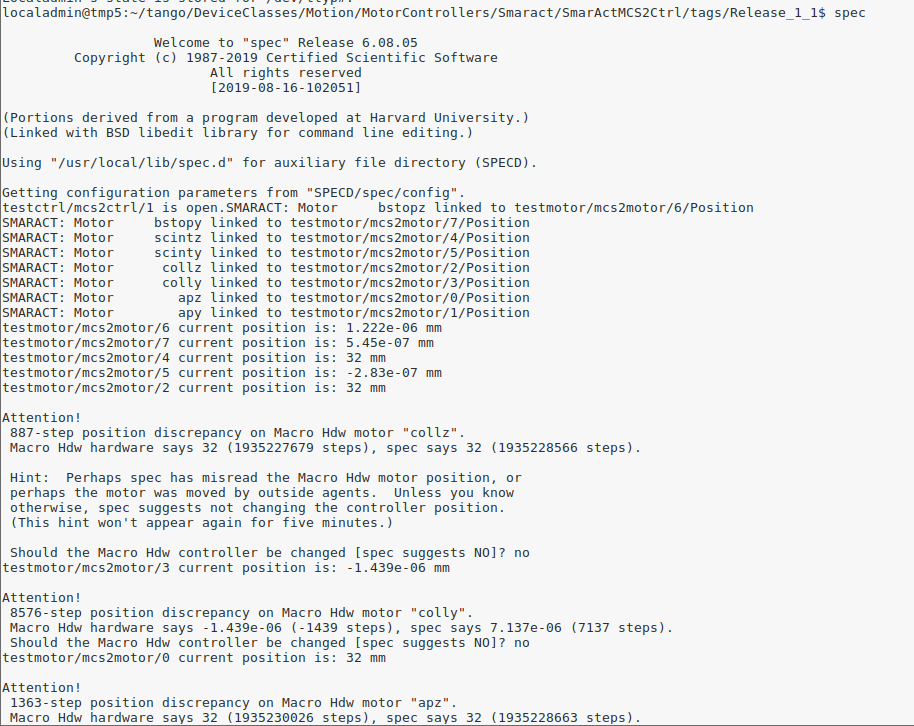 localadmin@tmp5:~/tango/DeviceClasses/Motion/MotorControllers/Smaract/SmarActMCS2Ctrl/tags/Release_1_1$ spec
Welcome to "spec" Release 6.08.05
Copyright (c) 1987-2019 Certified Scientific Software
All rights reserved
[2019-08-16-102051]
(Portions derived from a program developed at Harvard University.)
(Linked with BSD libedit library for command line editing.)
Using "/usr/local/lib/spec.d" for auxiliary file directory (SPECD).
Getting configuration parameters from "SPECD/spec/config".
testctrl/mcs2ctrl/1 is open.SMARACT: Motor     bstopz linked to testmotor/mcs2motor/6/Position
SMARACT: Motor     bstopy linked to testmotor/mcs2motor/7/Position
SMARACT: Motor     scintz linked to testmotor/mcs2motor/4/Position
SMARACT: Motor     scinty linked to testmotor/mcs2motor/5/Position
SMARACT: Motor      collz linked to testmotor/mcs2motor/2/Position
SMARACT: Motor      colly linked to testmotor/mcs2motor/3/Position
SMARACT: Motor        apz linked to testmotor/mcs2motor/0/Position
SMARACT: Motor        apy linked to testmotor/mcs2motor/1/Position
testmotor/mcs2motor/6 current position is: 1.222e-06 mm
testmotor/mcs2motor/7 current position is: 5.45e-07 mm
testmotor/mcs2motor/4 current position is: 32 mm
testmotor/mcs2motor/5 current position is: -2.83e-07 mm
testmotor/mcs2motor/2 current position is: 32 mm
Attention!
887-step position discrepancy on Macro Hdw motor "collz".
Macro Hdw hardware says 32 (1935227679 steps), spec says 32 (1935228566 steps).
Hint:  Perhaps spec has misread the Macro Hdw motor position, or
perhaps the motor was moved by outside agents.  Unless you know
otherwise, spec suggests not changing the controller position.
(This hint won't appear again for five minutes.)
Should the Macro Hdw controller be changed [spec suggests NO]? no
testmotor/mcs2motor/3 current position is: -1.439e-06 mm
Attention!
8576-step position discrepancy on Macro Hdw motor "colly".
Macro Hdw hardware says -1.439e-06 (-1439 steps), spec says 7.137e-06 (7137 steps).
Should the Macro Hdw controller be changed [spec suggests NO]? no
testmotor/mcs2motor/0 current position is: 32 mm
Attention!
1363-step position discrepancy on Macro Hdw motor "apz".
Macro Hdw hardware says 32 (1935230026 steps), spec says 32 (1935228663 steps).